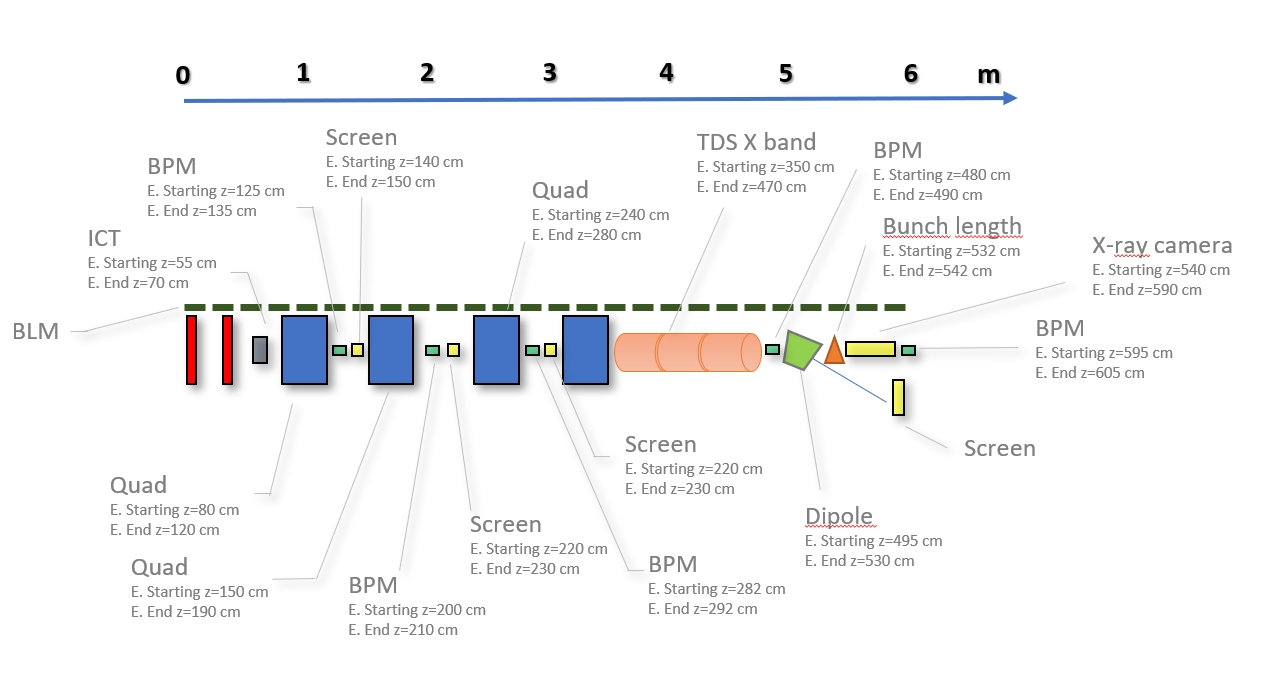 0 1 2 3 4 5 6 m
Screen
E. Starting z=140 cm
E. End z=150 cm
TDS X band
E. Starting z=350 cm
E. End z=470 cm
BPM
E. Starting z=480 cm
E. End z=490 cm
BPM
E. Starting z=125 cm
E. End z=135 cm
Quad
E. Starting z=240 cm
E. End z=280 cm
Bunch length
E. Starting z=532 cm
E. End z=542 cm
ICT
E. Starting z=55 cm
E. End z=70 cm
X-ray camera
E. Starting z=540 cm
E. End z=590 cm
BLM
BPM
E. Starting z=595 cm
E. End z=605 cm
Screen
E. Starting z=220 cm
E. End z=230 cm
Screen
Quad
E. Starting z=80 cm
E. End z=120 cm
Screen
E. Starting z=220 cm
E. End z=230 cm
Dipole
E. Starting z=495 cm
E. End z=530 cm
Quad
E. Starting z=150 cm
E. End z=190 cm
BPM
E. Starting z=200 cm
E. End z=210 cm
BPM
E. Starting z=282 cm
E. End z=292 cm